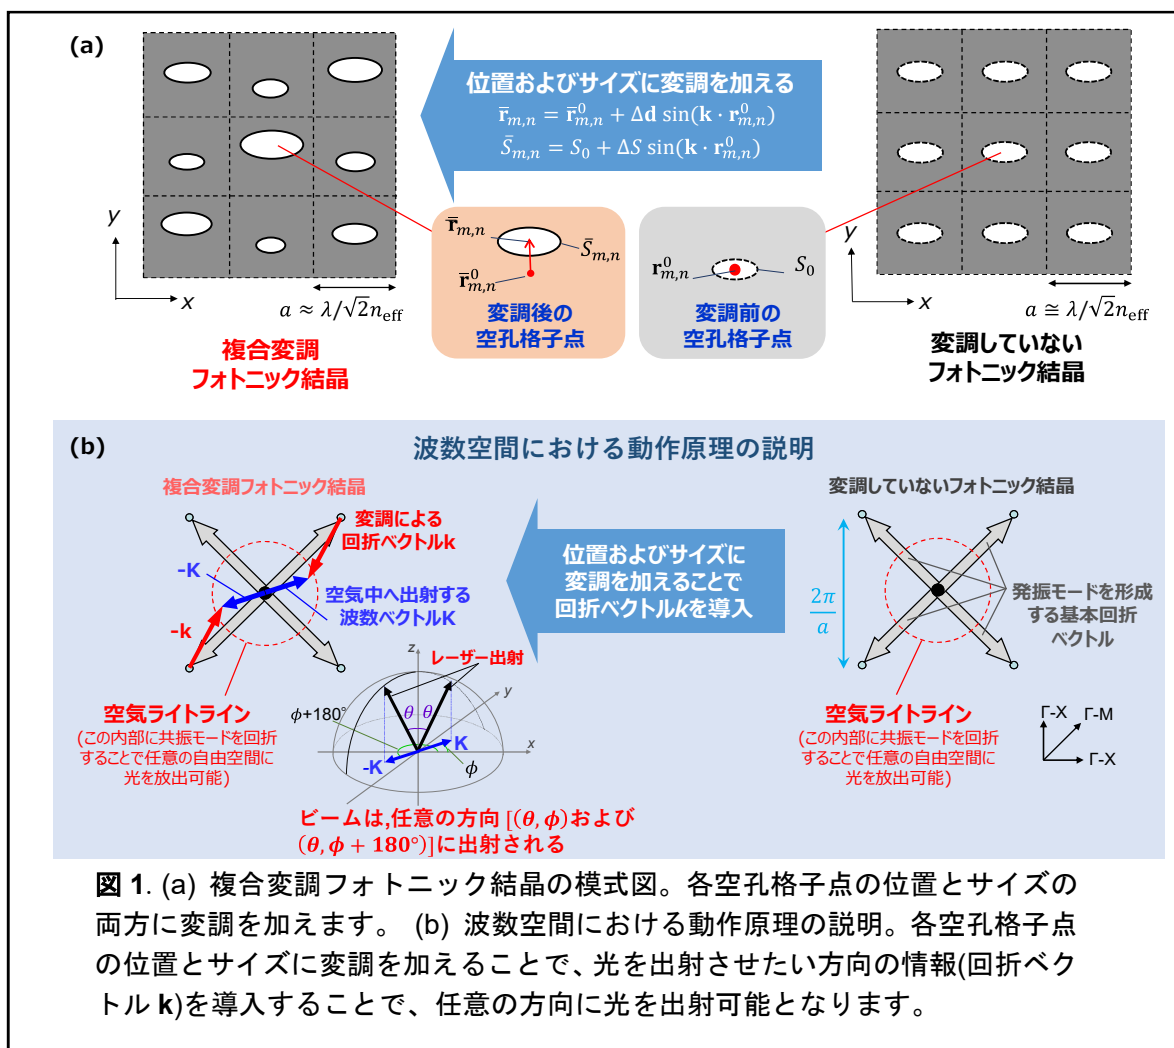 (a)
位置およびサイズに変調を加える
r̄m,n = r̄⁰m,n + Δd sin(k · r⁰m,n)
S̄m,n = S₀ + ΔS sin(k · r⁰m,n)
y
x
a ≈ λ/√2neff
複合変調
フォトニック結晶
r̄m,n
S̄m,n
r̄⁰m,n
変調後の
空孔格子点
r⁰m,n
S₀
変調前の
空孔格子点
y
x
a ≅ λ/√2neff
変調していない
フォトニック結晶
(b)
波数空間における動作原理の説明
複合変調フォトニック結晶
変調による
回折ベクトルk
-K
空気中へ出射する
波数ベクトルK
-k
空気ライトライン
(この内部に共振モードを回折
することで任意の自由空間に
光を放出可能)
位置およびサイズに
変調を加えることで
回折ベクトルkを導入
z
レーザー出射
y
ϕ+180°
θ
θ
x
K
-K
ϕ
ビームは,任意の方向 [(θ, ϕ)および
(θ, ϕ + 180°)]に出射される
変調していないフォトニック結晶
2π
a
発振モードを形成
する基本回折
ベクトル
空気ライトライン
(この内部に共振モードを回折
することで任意の自由空間に
光を放出可能)
Γ-X
Γ-M
Γ-X
図 1. (a) 複合変調フォトニック結晶の模式図。各空孔格子点の位置とサイズの
両方に変調を加えます。 (b) 波数空間における動作原理の説明。各空孔格子点
の位置とサイズに変調を加えることで、光を出射させたい方向の情報(回折ベク
トル k)を導入することで、任意の方向に光を出射可能となります。